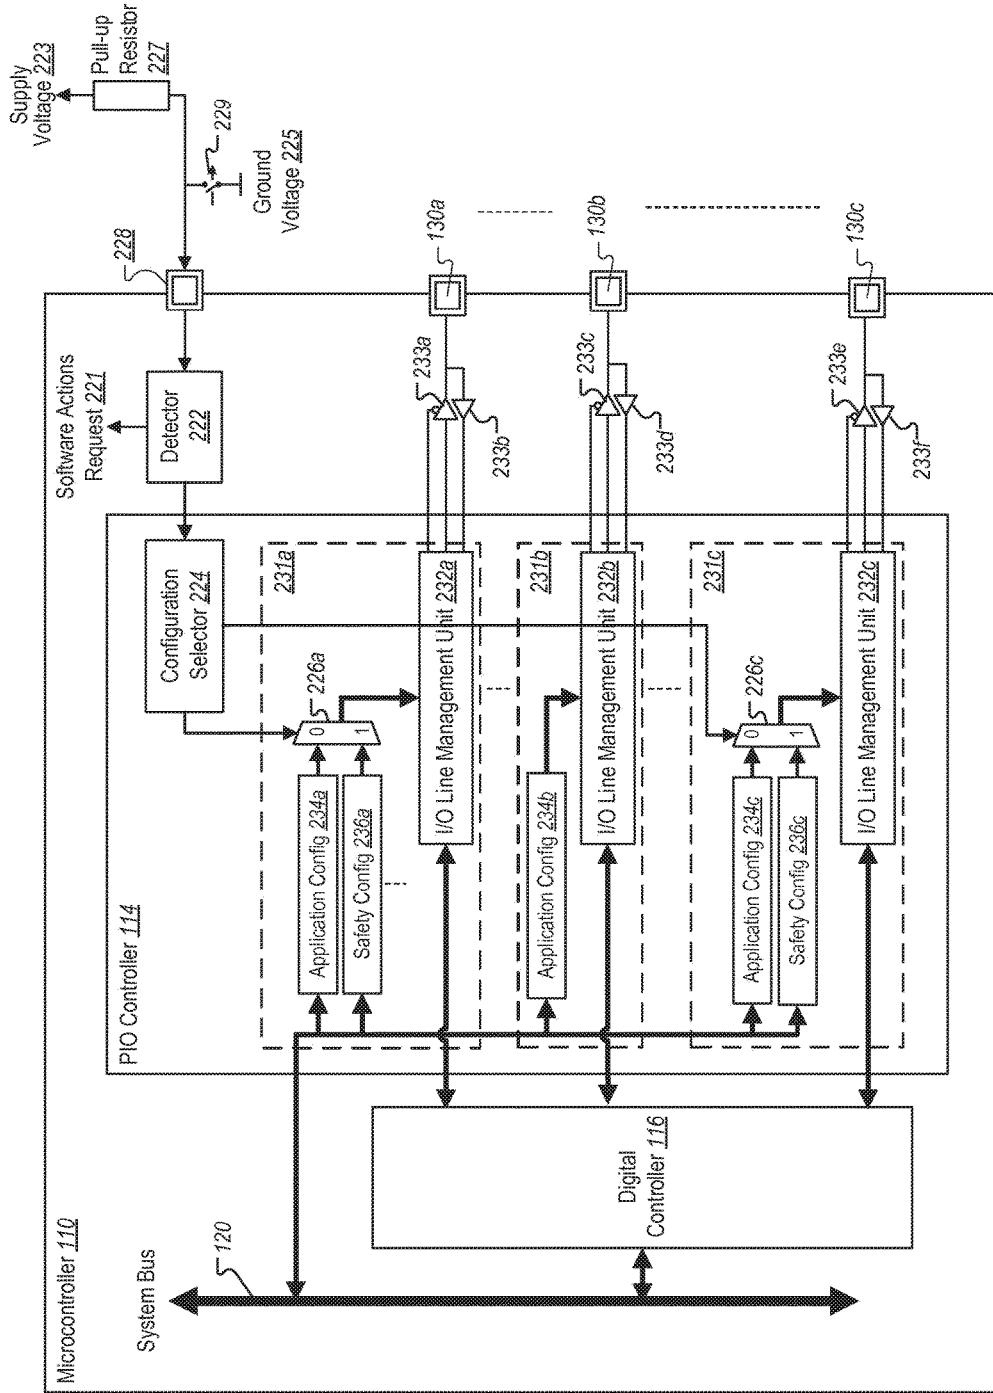 Microcontroller 110
System Bus
120
Digital
Controller 116
PIO Controller 114
Supply
Voltage 223
Pull-up
Resistor
227
229
Ground
Voltage 225
228
Software Actions
Request 221
Detector
222
Configuration
Selector 224
231a
226a
0
1
Application Config 234a
Safety Config 236a
I/O Line Management Unit 232a
233a
233b
130a
231b
Application Config 234b
I/O Line Management Unit 232b
233c
233d
130b
231c
226c
0
1
Application Config 234c
Safety Config 236c
I/O Line Management Unit 232c
233e
233f
130c